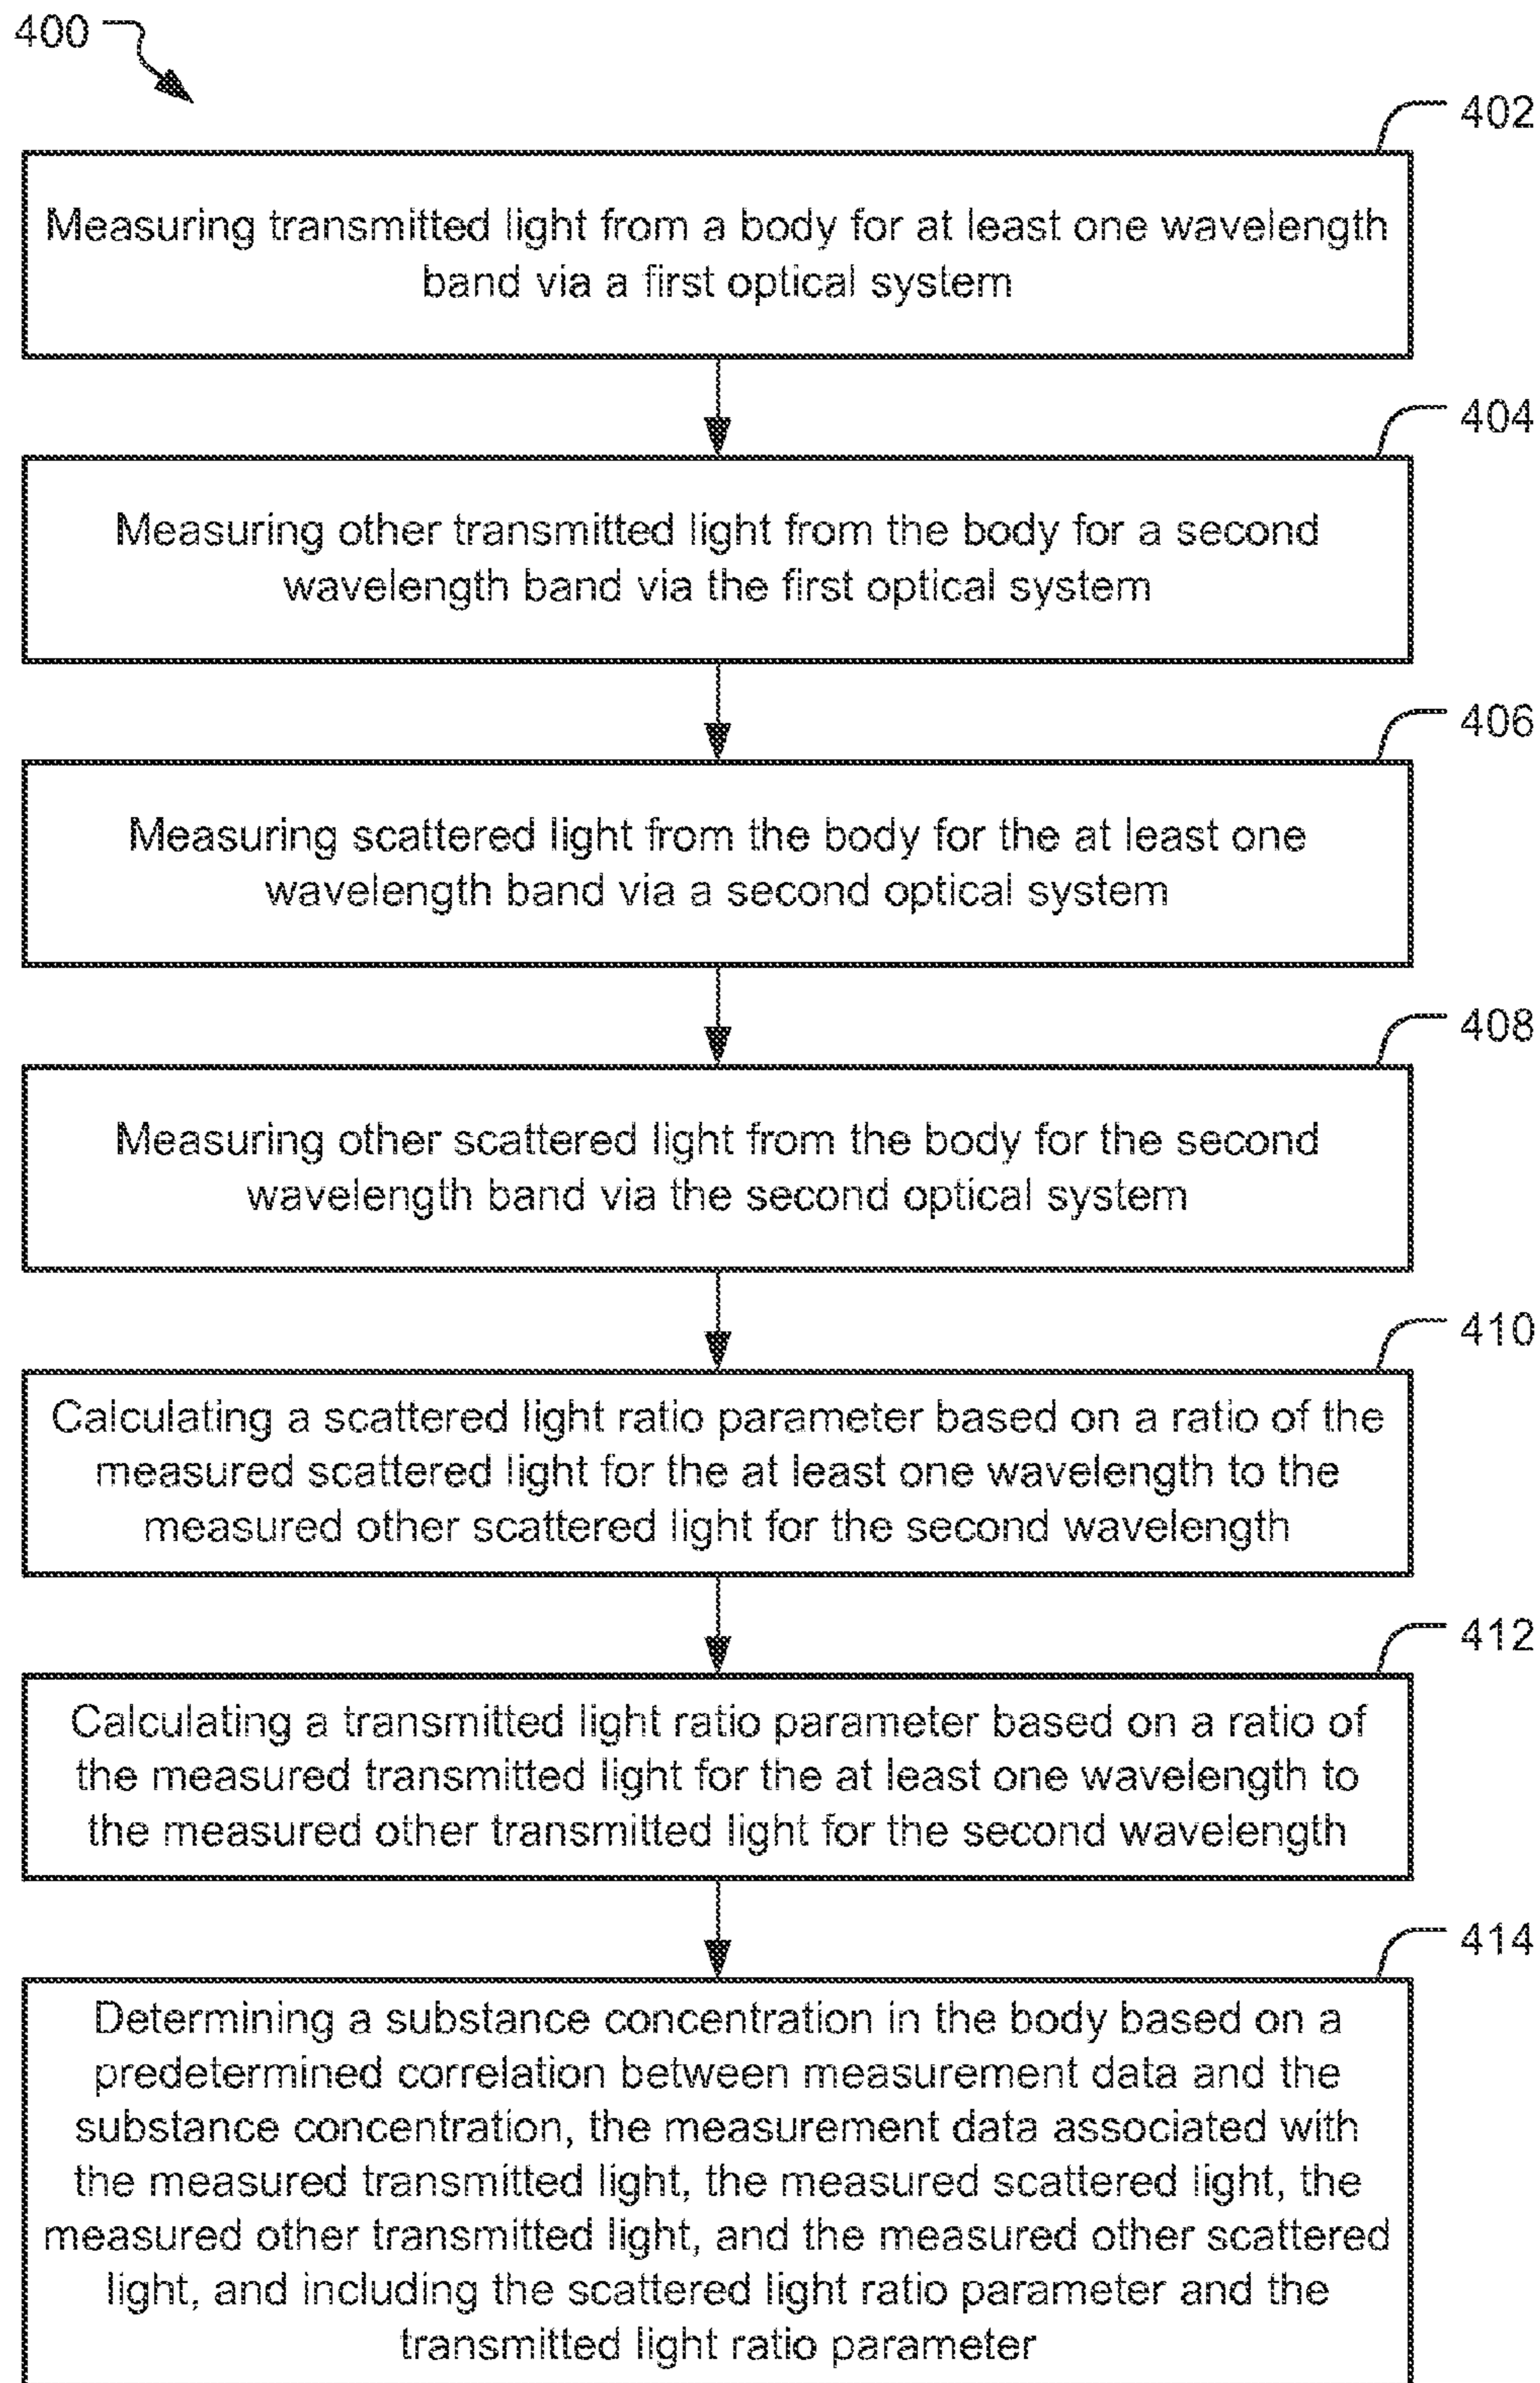 400
402
Measuring transmitted light from a body for at least one wavelength
band via a first optical system
404
Measuring other transmitted light from the body for a second
wavelength band via the first optical system
406
Measuring scattered light from the body for the at least one
wavelength band via a second optical system
408
Measuring other scattered light from the body for the second
wavelength band via the second optical system
410
Calculating a scattered light ratio parameter based on a ratio of the
measured scattered light for the at least one wavelength to the
measured other scattered light for the second wavelength
412
Calculating a transmitted light ratio parameter based on a ratio of
the measured transmitted light for the at least one wavelength to
the measured other transmitted light for the second wavelength
414
Determining a substance concentration in the body based on a
predetermined correlation between measurement data and the
substance concentration, the measurement data associated with
the measured transmitted light, the measured scattered light, the
measured other transmitted light, and the measured other scattered
light, and including the scattered light ratio parameter and the
transmitted light ratio parameter